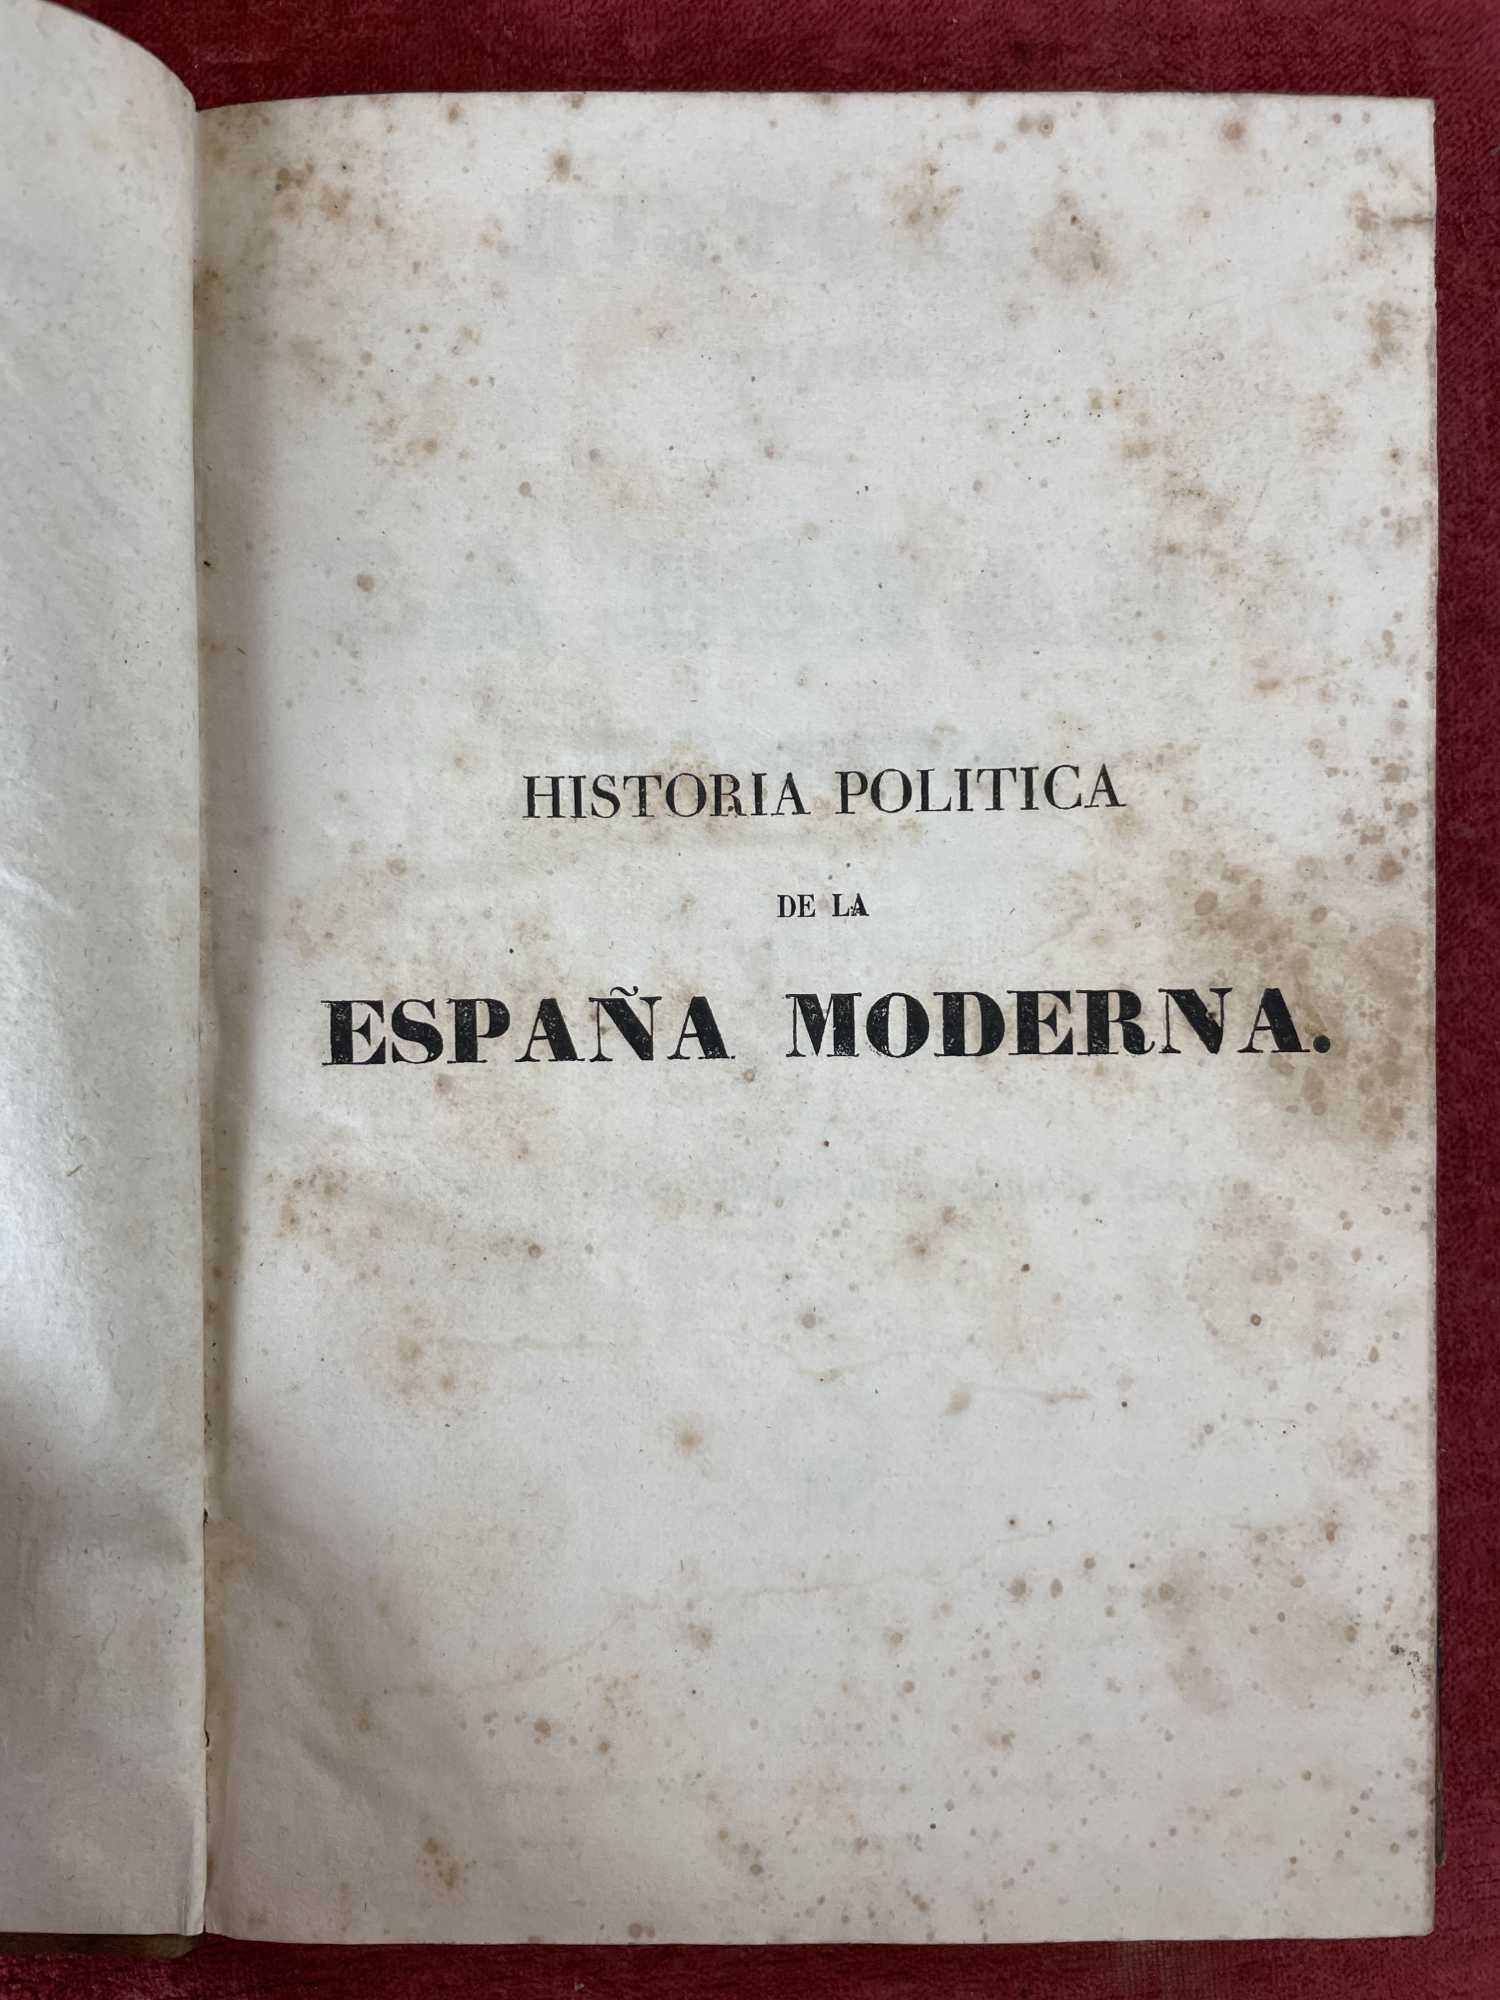 HISTORIA POLITICA
DE LA
ESPAÑA MODERNA.